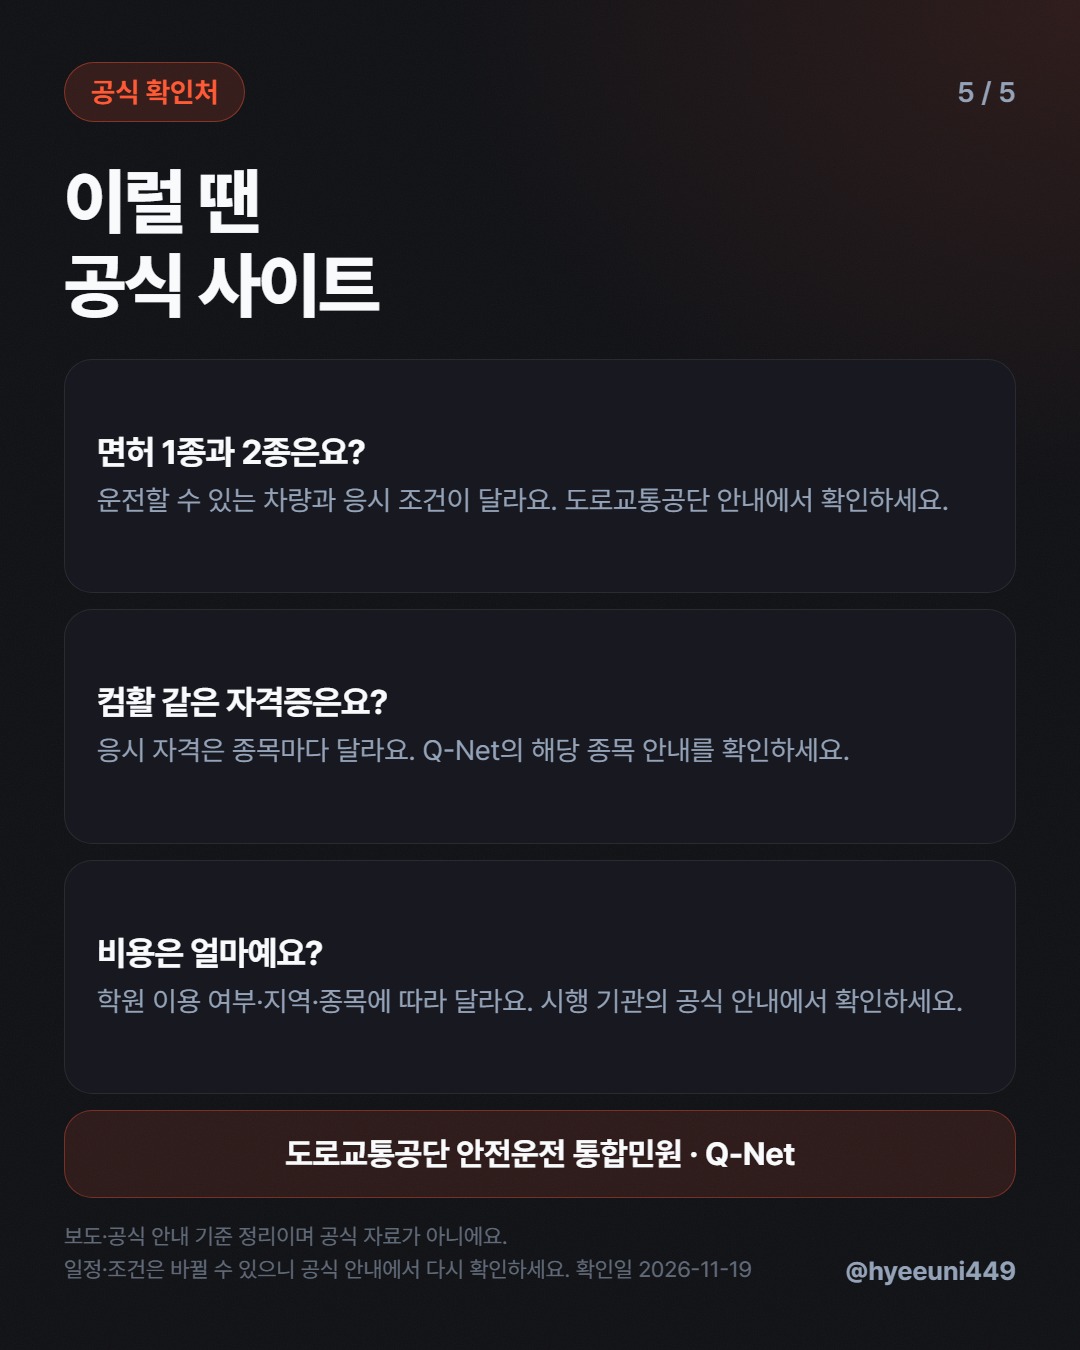 공식 확인처
5 / 5
이럴 땐
공식 사이트
면허 1종과 2종은요?
운전할 수 있는 차량과 응시 조건이 달라요. 도로교통공단 안내에서 확인하세요.
컴활 같은 자격증은요?
응시 자격은 종목마다 달라요. Q-Net의 해당 종목 안내를 확인하세요.
비용은 얼마예요?
학원 이용 여부·지역·종목에 따라 달라요. 시행 기관의 공식 안내에서 확인하세요.
도로교통공단 안전운전 통합민원 · Q-Net
보도·공식 안내 기준 정리이며 공식 자료가 아니에요.
일정·조건은 바뀔 수 있으니 공식 안내에서 다시 확인하세요. 확인일 2026-11-19
@hyeeuni449